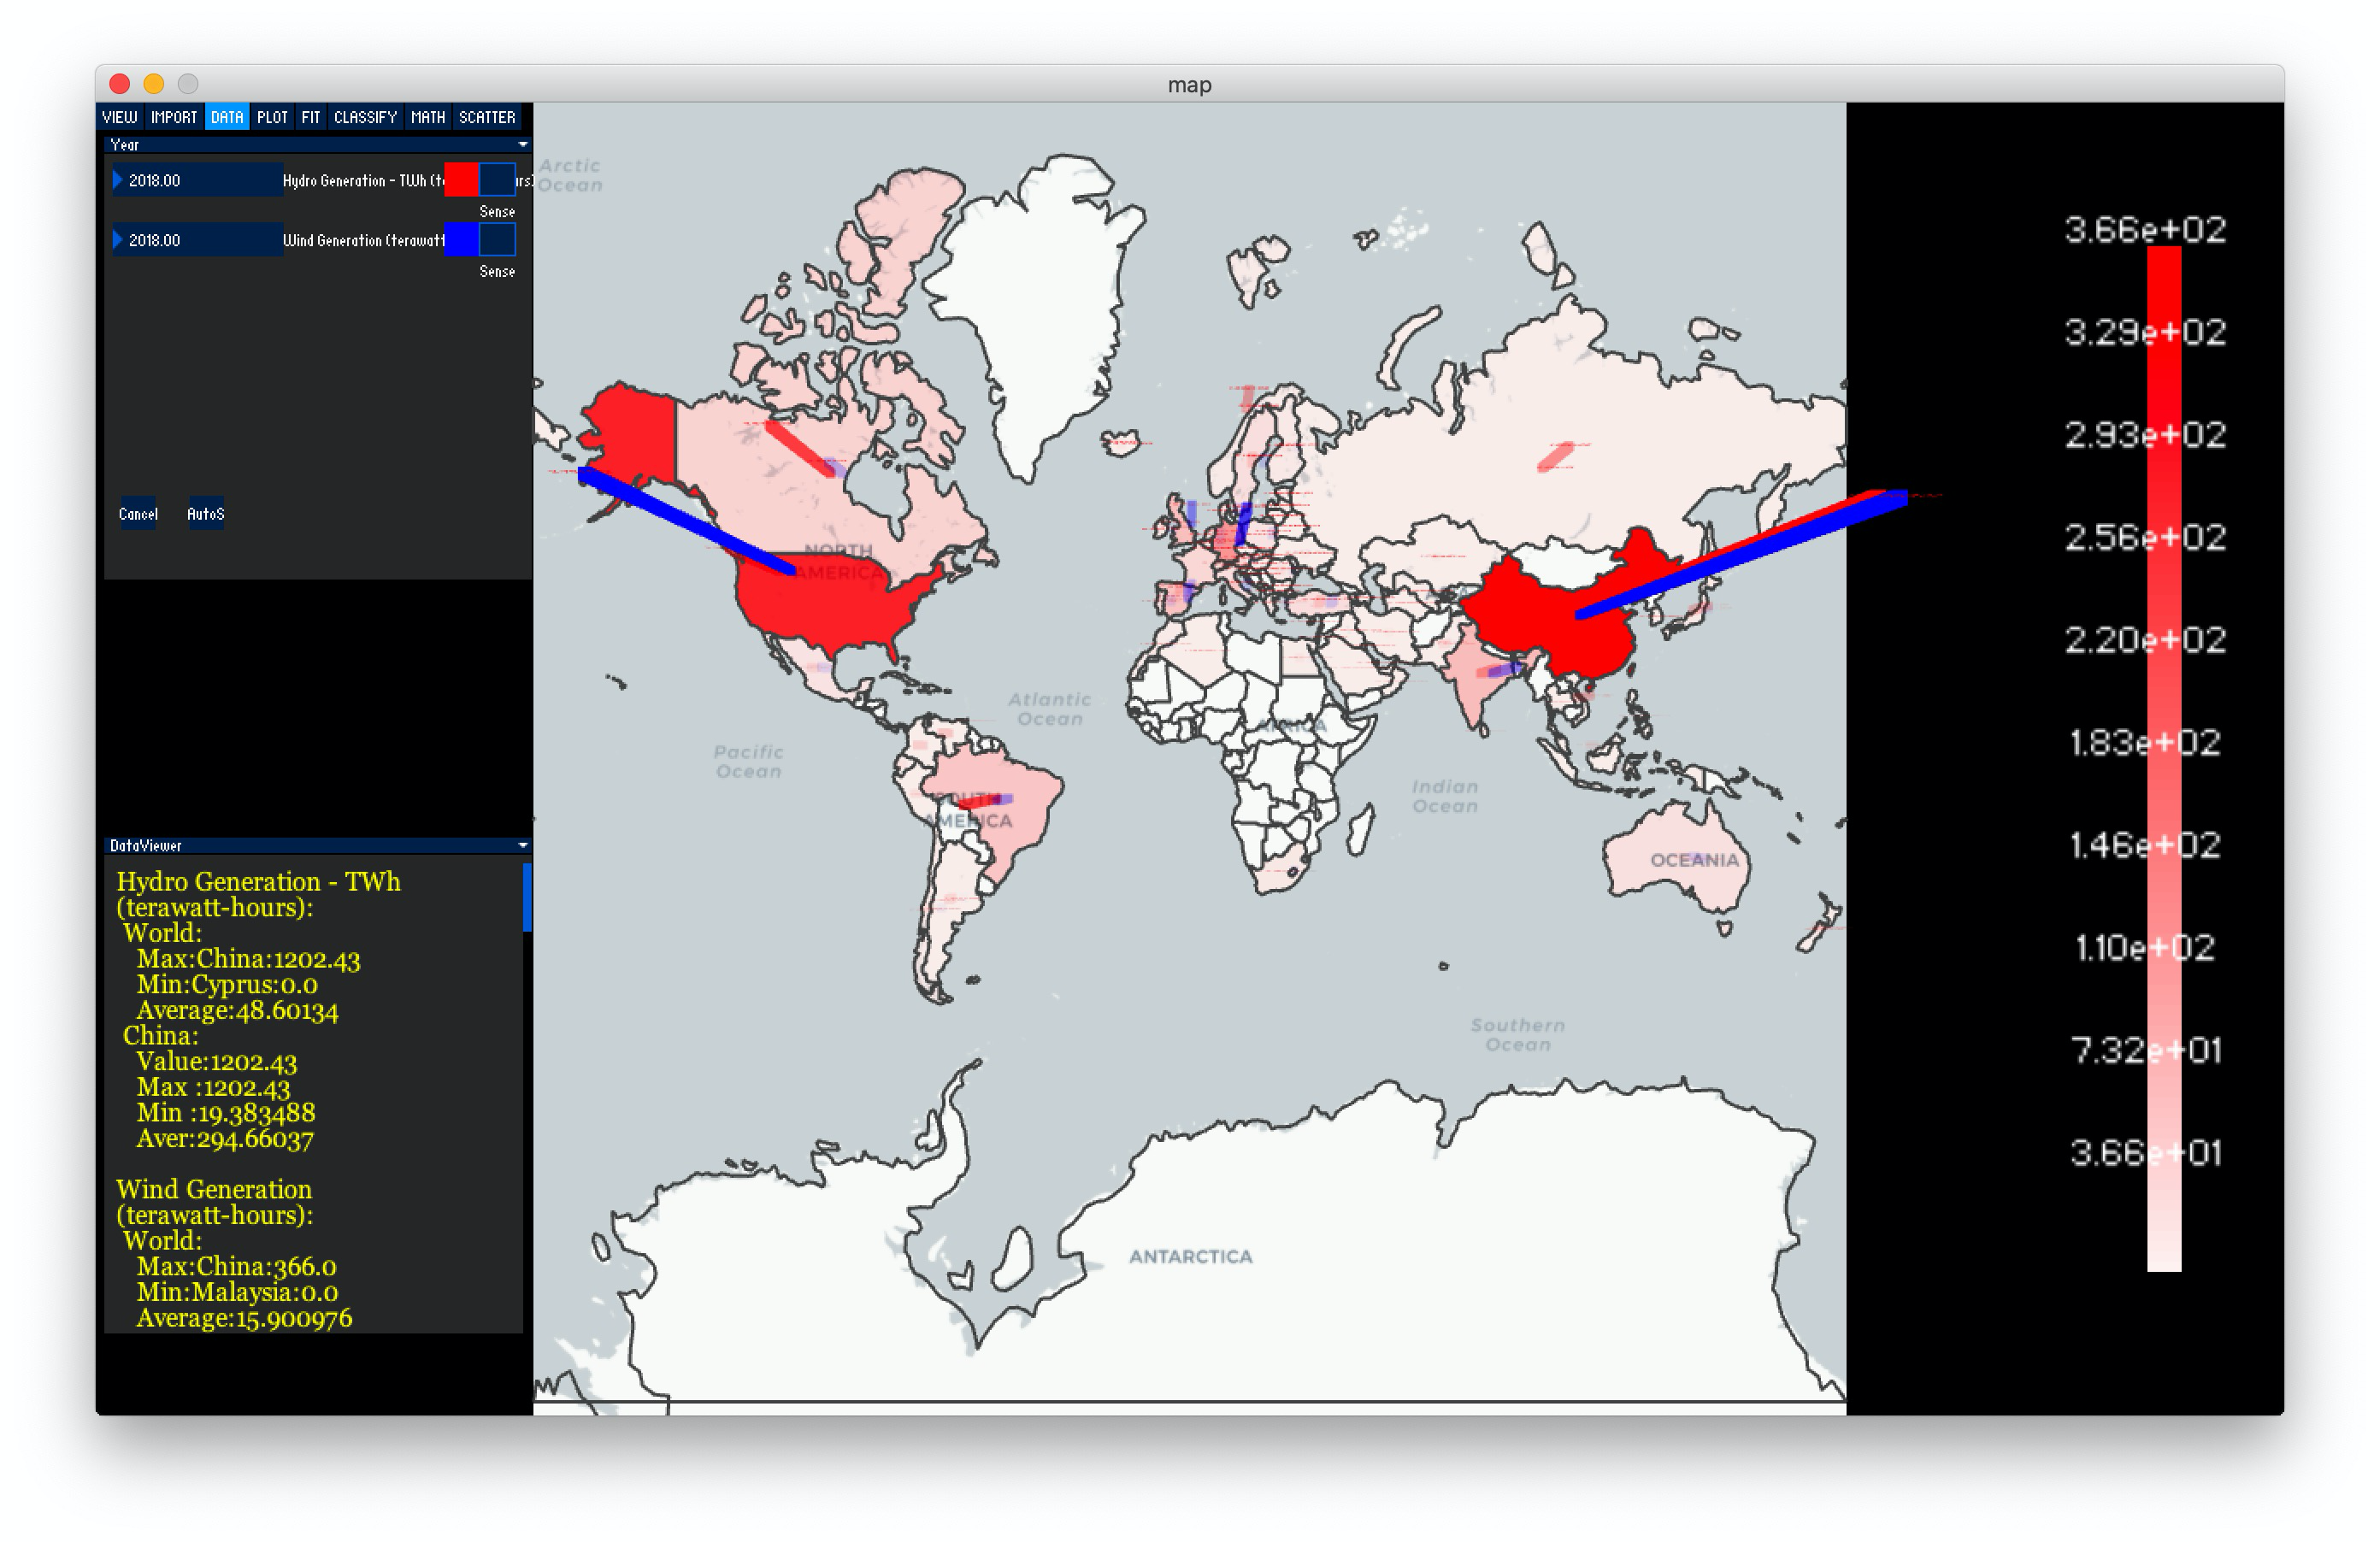 map
VIEW IMPORT DATA PLOT FIT CLASSIFY MATH SCATTER
Year
2018.00 Hydro Generation - TWh (t
Sense
2018.00 Wind Generation (terawatt
Sense
Cancel AutoS
DataViewer
Hydro Generation - TWh
(terawatt-hours):
World:
Max:China:1202.43
Min:Cyprus:0.0
Average:48.60134
China:
Value:1202.43
Max :1202.43
Min :19.383488
Aver:294.66037
Wind Generation
(terawatt-hours):
World:
Max:China:366.0
Min:Malaysia:0.0
Average:15.900976
Arctic
Ocean
NORTH
AMERICA
Atlantic
Ocean
Pacific
Ocean
AFRICA
Indian
Ocean
SOUTH
AMERICA
OCEANIA
Southern
Ocean
ANTARCTICA
3.66e+02
3.29e+02
2.93e+02
2.56e+02
2.20e+02
1.83e+02
1.46e+02
1.10e+02
7.32e+01
3.66e+01